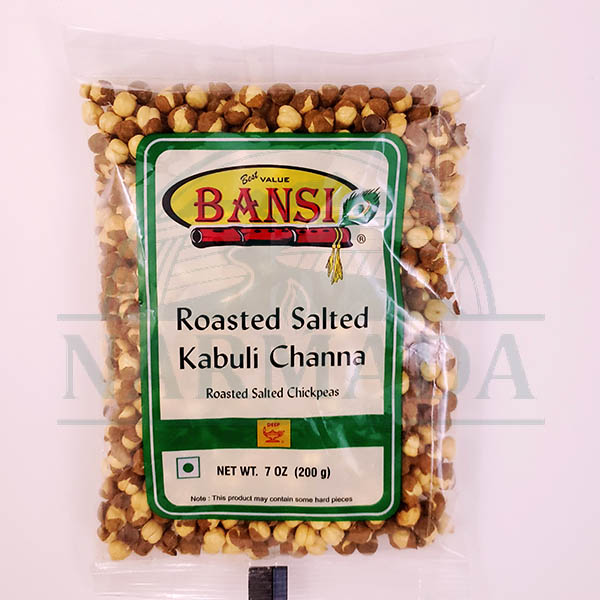 Best VALUE
BANSI
®
Roasted Salted
Kabuli Channa
Roasted Salted Chickpeas
DEEP
NET WT. 7 OZ (200 g)
Note : This product may contain some hard pieces
NARMADA